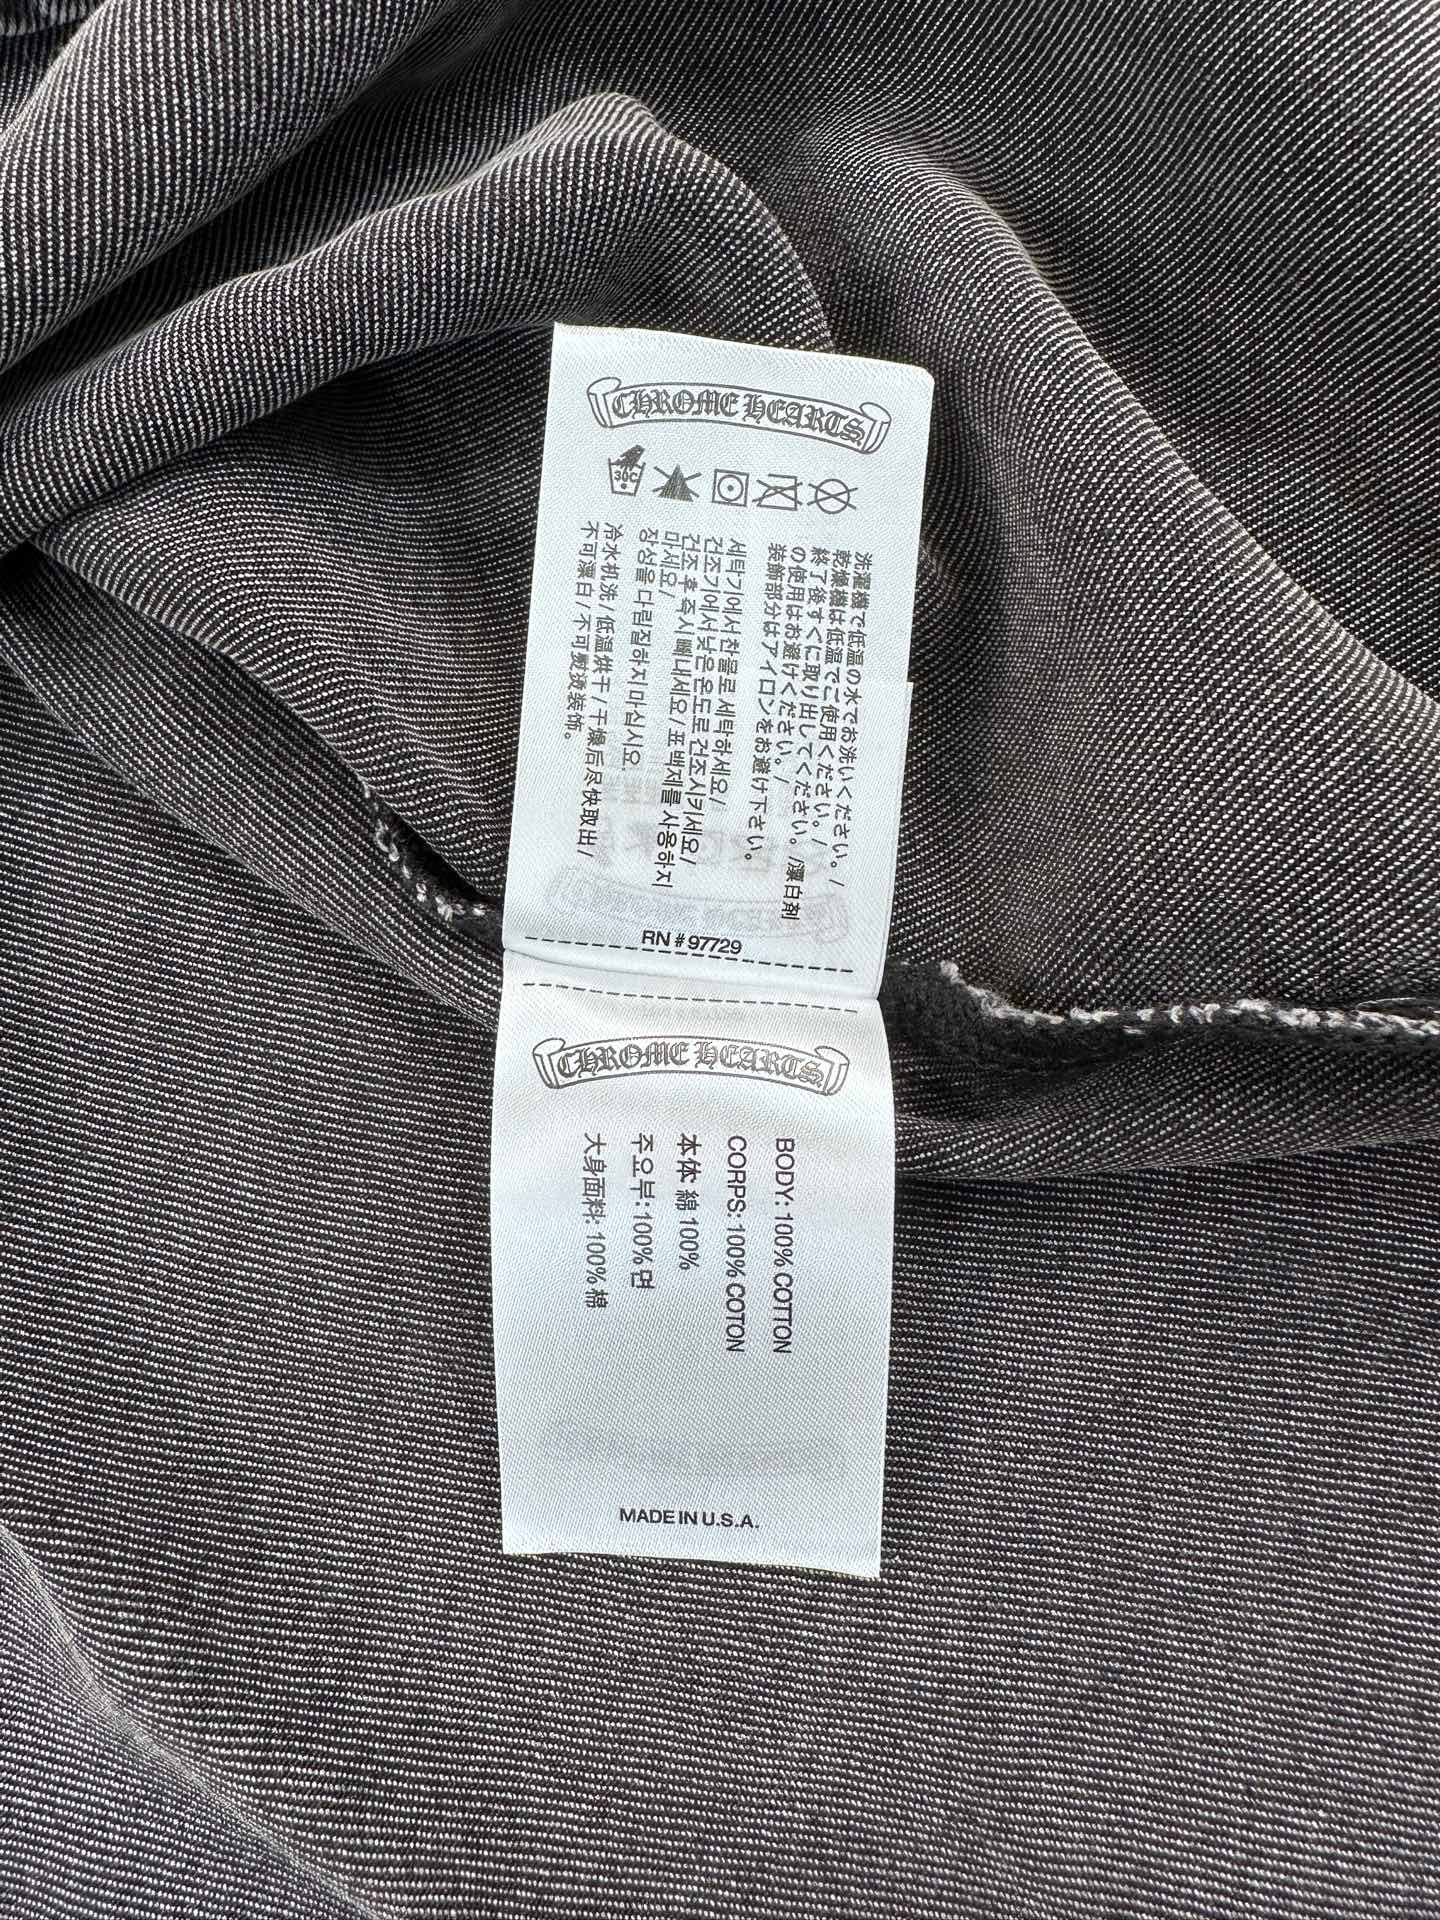 CHROME HEARTS
30C
洗濯機で低温の水でお洗いください。/
乾燥機は低温でご使用ください。/
終了後すぐに取り出してください。/漂白剤
の使用はお避けください。/
装飾部分はアイロンをお避け下さい。
세탁기에서 찬물로 세탁하세요/
건조기에서 낮은 온도로 건조시키세요/
건조 후 즉시 빼내세요/ 표백제를 사용하지
마세요/
장성을 다림질하지 마십시요.
冷水机洗/低温烘干/干燥后尽快取出/
不可漂白/不可熨烫装饰。
RN # 97729
CHROME HEARTS
BODY: 100% COTTON
CORPS: 100% COTON
本体: 綿 100%
주요부: 100% 면
大身面料: 100% 棉
MADE IN U.S.A.